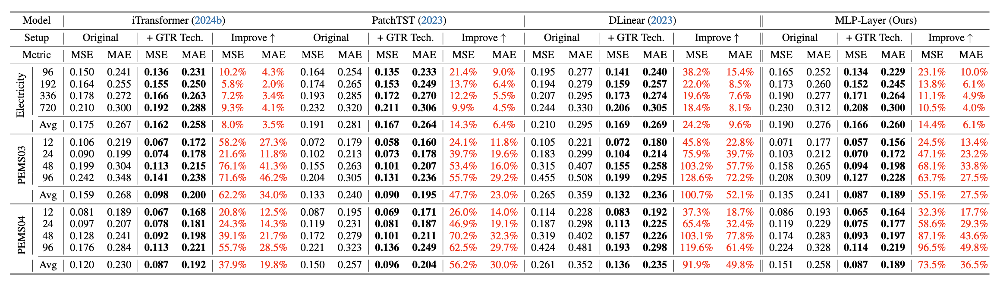 Model iTransformer (2024b) PatchTST (2023) DLinear (2023) MLP-Layer (Ours)
Setup Original + GTR Tech. Improve ↑ Original + GTR Tech. Improve ↑ Original + GTR Tech. Improve ↑ Original + GTR Tech. Improve ↑
Metric MSE MAE MSE MAE MSE MAE MSE MAE MSE MAE MSE MAE MSE MAE MSE MAE MSE MAE MSE MAE MSE MAE MSE MAE
Electricity
96 0.150 0.241 0.136 0.231 10.2% 4.3% 0.164 0.254 0.135 0.233 21.4% 9.0% 0.195 0.277 0.141 0.240 38.2% 15.4% 0.165 0.252 0.134 0.229 23.1% 10.0%
192 0.164 0.255 0.155 0.250 5.8% 2.0% 0.174 0.265 0.153 0.249 13.7% 6.4% 0.194 0.279 0.159 0.257 22.0% 8.5% 0.173 0.260 0.152 0.245 13.8% 6.1%
336 0.178 0.272 0.166 0.263 7.2% 3.4% 0.193 0.285 0.172 0.270 12.2% 5.5% 0.207 0.295 0.173 0.274 19.6% 7.6% 0.190 0.277 0.171 0.264 11.1% 4.9%
720 0.210 0.300 0.192 0.288 9.3% 4.1% 0.232 0.320 0.211 0.306 9.9% 4.5% 0.244 0.330 0.206 0.305 18.4% 8.1% 0.230 0.312 0.208 0.300 10.5% 4.0%
Avg 0.175 0.267 0.162 0.258 8.0% 3.5% 0.191 0.281 0.167 0.264 14.3% 6.4% 0.210 0.295 0.169 0.269 24.2% 9.6% 0.190 0.276 0.166 0.260 14.4% 6.1%
PEMS03
12 0.106 0.219 0.067 0.172 58.2% 27.3% 0.072 0.179 0.058 0.160 24.1% 11.8% 0.105 0.221 0.072 0.180 45.8% 22.8% 0.071 0.177 0.057 0.156 24.5% 13.4%
24 0.090 0.199 0.074 0.178 21.6% 11.8% 0.102 0.213 0.073 0.178 39.7% 19.6% 0.183 0.299 0.104 0.214 75.9% 39.7% 0.103 0.212 0.070 0.172 47.1% 23.2%
48 0.199 0.304 0.113 0.215 76.1% 41.3% 0.155 0.263 0.101 0.207 53.4% 16.0% 0.315 0.407 0.155 0.258 103.2% 57.7% 0.158 0.265 0.094 0.198 68.1% 33.8%
96 0.242 0.348 0.141 0.238 71.6% 46.2% 0.204 0.305 0.131 0.236 55.7% 29.2% 0.455 0.508 0.199 0.295 128.6% 72.2% 0.208 0.309 0.127 0.228 63.7% 27.5%
Avg 0.159 0.268 0.098 0.200 62.2% 34.0% 0.133 0.240 0.090 0.195 47.7% 23.0% 0.265 0.359 0.132 0.236 100.7% 52.1% 0.135 0.241 0.087 0.189 55.1% 27.5%
PEMS04
12 0.081 0.189 0.067 0.168 20.8% 12.5% 0.087 0.195 0.069 0.171 26.0% 14.0% 0.114 0.228 0.083 0.192 37.3% 18.7% 0.086 0.193 0.065 0.164 32.3% 17.7%
24 0.097 0.207 0.078 0.181 24.3% 14.3% 0.119 0.231 0.081 0.187 46.9% 19.1% 0.187 0.298 0.113 0.225 65.4% 32.4% 0.119 0.229 0.075 0.177 58.6% 29.3%
48 0.128 0.241 0.092 0.198 39.1% 21.7% 0.172 0.279 0.101 0.211 70.2% 32.3% 0.319 0.402 0.157 0.226 103.1% 77.8% 0.174 0.283 0.093 0.197 87.1% 43.6%
96 0.176 0.284 0.113 0.221 55.7% 28.5% 0.221 0.323 0.136 0.249 62.5% 29.7% 0.424 0.481 0.193 0.298 119.6% 61.4% 0.224 0.328 0.114 0.219 96.5% 49.8%
Avg 0.120 0.230 0.087 0.192 37.9% 19.8% 0.150 0.257 0.096 0.204 56.2% 30.0% 0.261 0.352 0.136 0.235 91.9% 49.8% 0.151 0.258 0.087 0.189 73.5% 36.5%